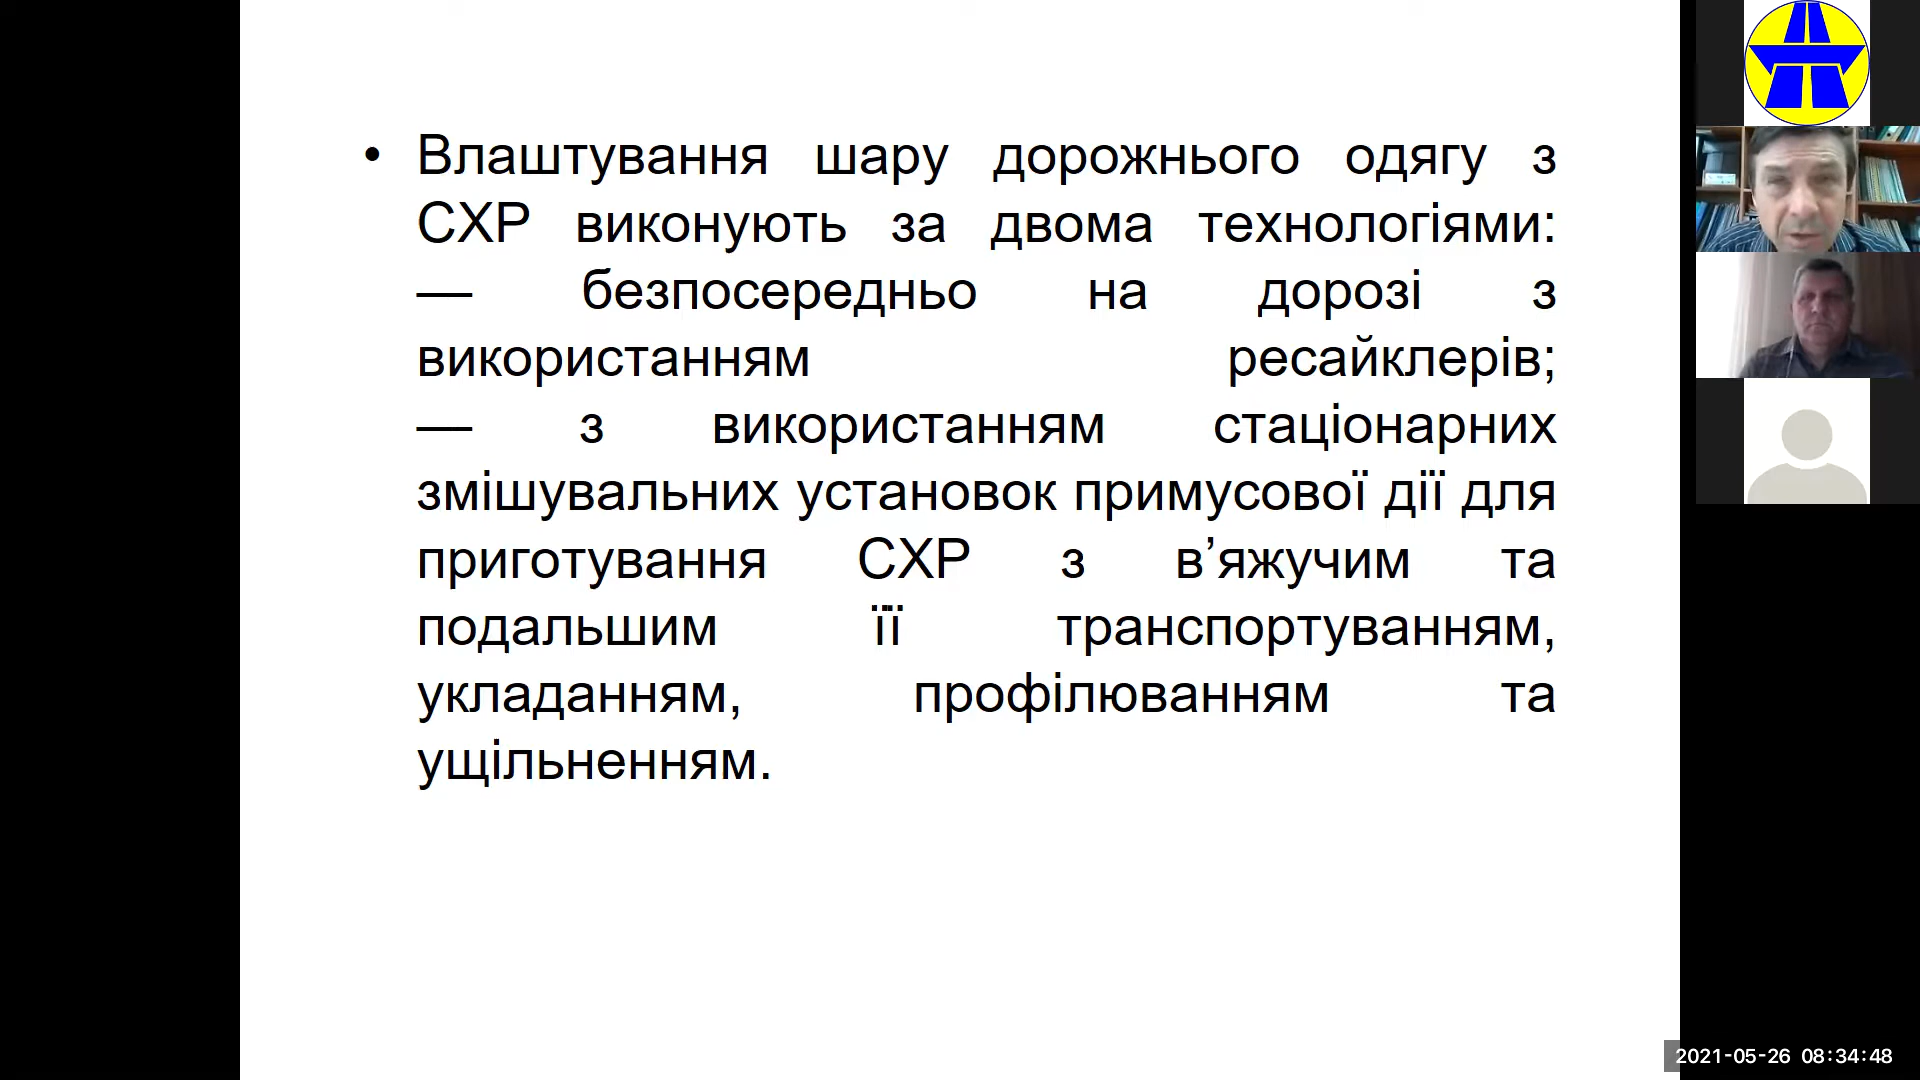 • Влаштування шару дорожнього одягу з
СХР виконують за двома технологіями:
— безпосередньо на дорозі з
використанням ресайклерів;
— з використанням стаціонарних
змішувальних установок примусової дії для
приготування СХР з в’яжучим та
подальшим її транспортуванням,
укладанням, профілюванням та
ущільненням.
2021-05-26 08:34:48